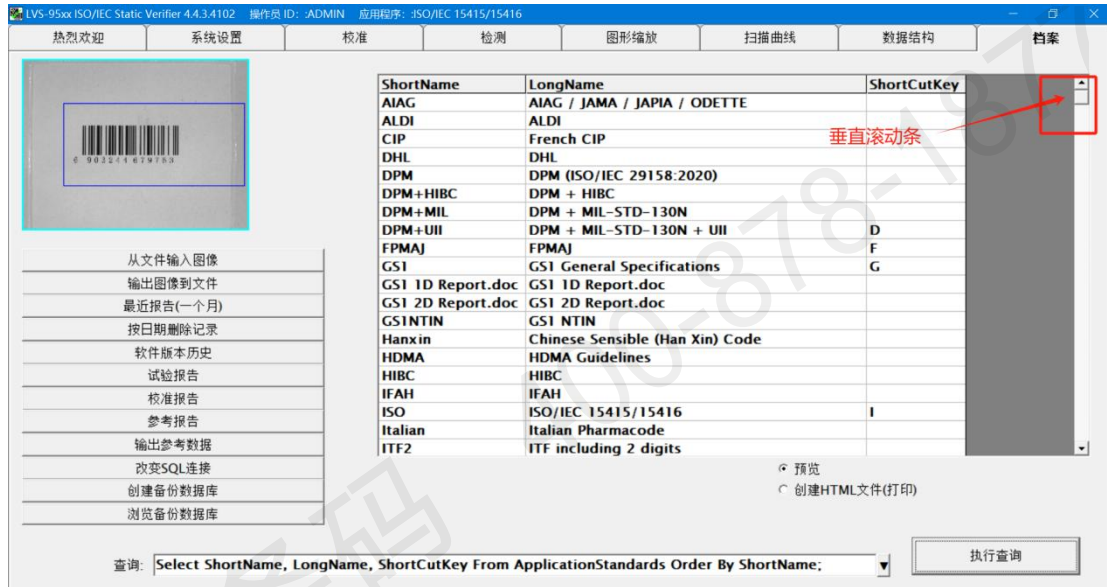 LVS-95xx ISO/IEC Static Verifier 4.4.3.4102 操作员 ID: :ADMIN 应用程序: :ISO/IEC 15415/15416
热烈欢迎 系统设置 校准 检测 图形缩放 扫描曲线 数据结构 档案
ShortName LongName ShortCutKey
AIAG AIAG / JAMA / JAPIA / ODETTE
ALDI ALDI
CIP French CIP
垂直滚动条
DHL DHL
DPM DPM (ISO/IEC 29158:2020)
DPM+HIBC DPM + HIBC
DPM+MIL DPM + MIL-STD-130N
DPM+UII DPM + MIL-STD-130N + UII D
FPMAJ FPMAJ F
GS1 GS1 General Specifications G
GS1 1D Report.doc GS1 1D Report.doc
GS1 2D Report.doc GS1 2D Report.doc
GS1NTIN GS1 NTIN
Hanxin Chinese Sensible (Han Xin) Code
HDMA HDMA Guidelines
HIBC HIBC
IFAH IFAH
ISO ISO/IEC 15415/15416 I
Italian Italian Pharmacode
ITF2 ITF including 2 digits
从文件输入图像
输出图像到文件
最近报告(一个月)
按日期删除记录
软件版本历史
试验报告
校准报告
参考报告
输出参考数据
改变SQL连接
创建备份数据库
浏览备份数据库
预览
创建HTML文件(打印)
查询: Select ShortName, LongName, ShortCutKey From ApplicationStandards Order By ShortName;
执行查询
400-878-187
条码